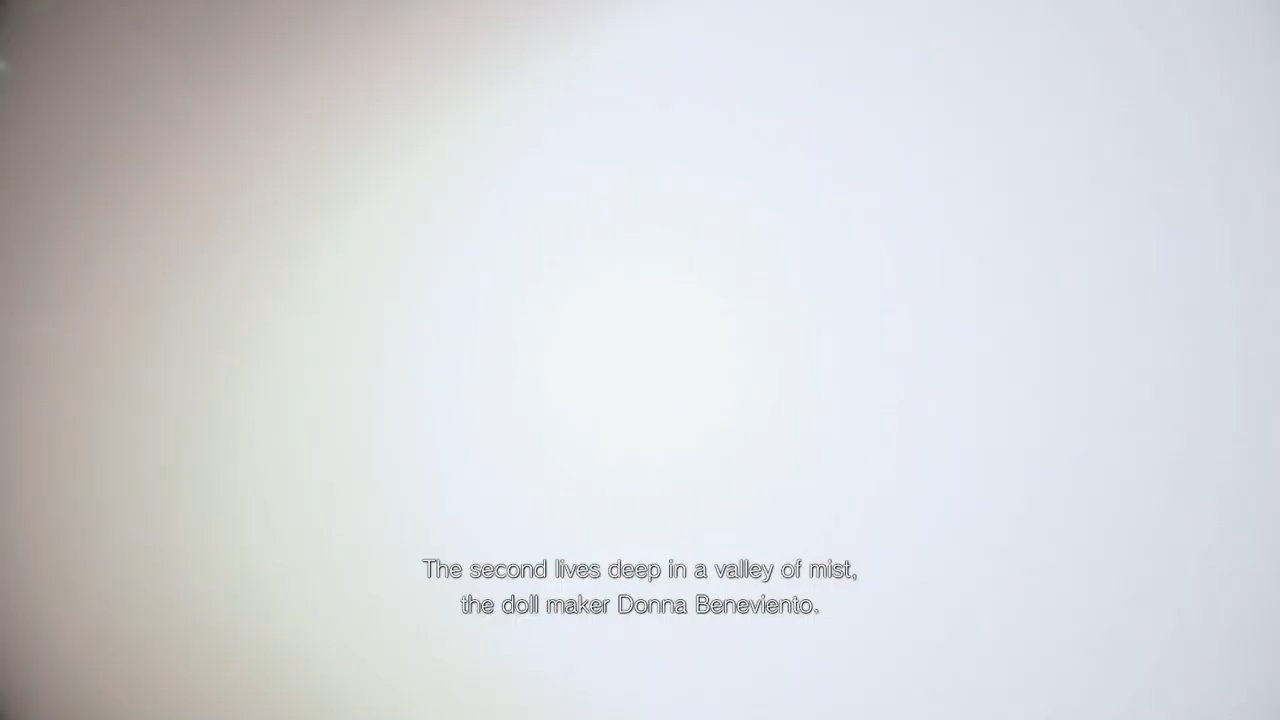 The second lives deep in a valley of mist,
the doll maker Donna Beneviento.